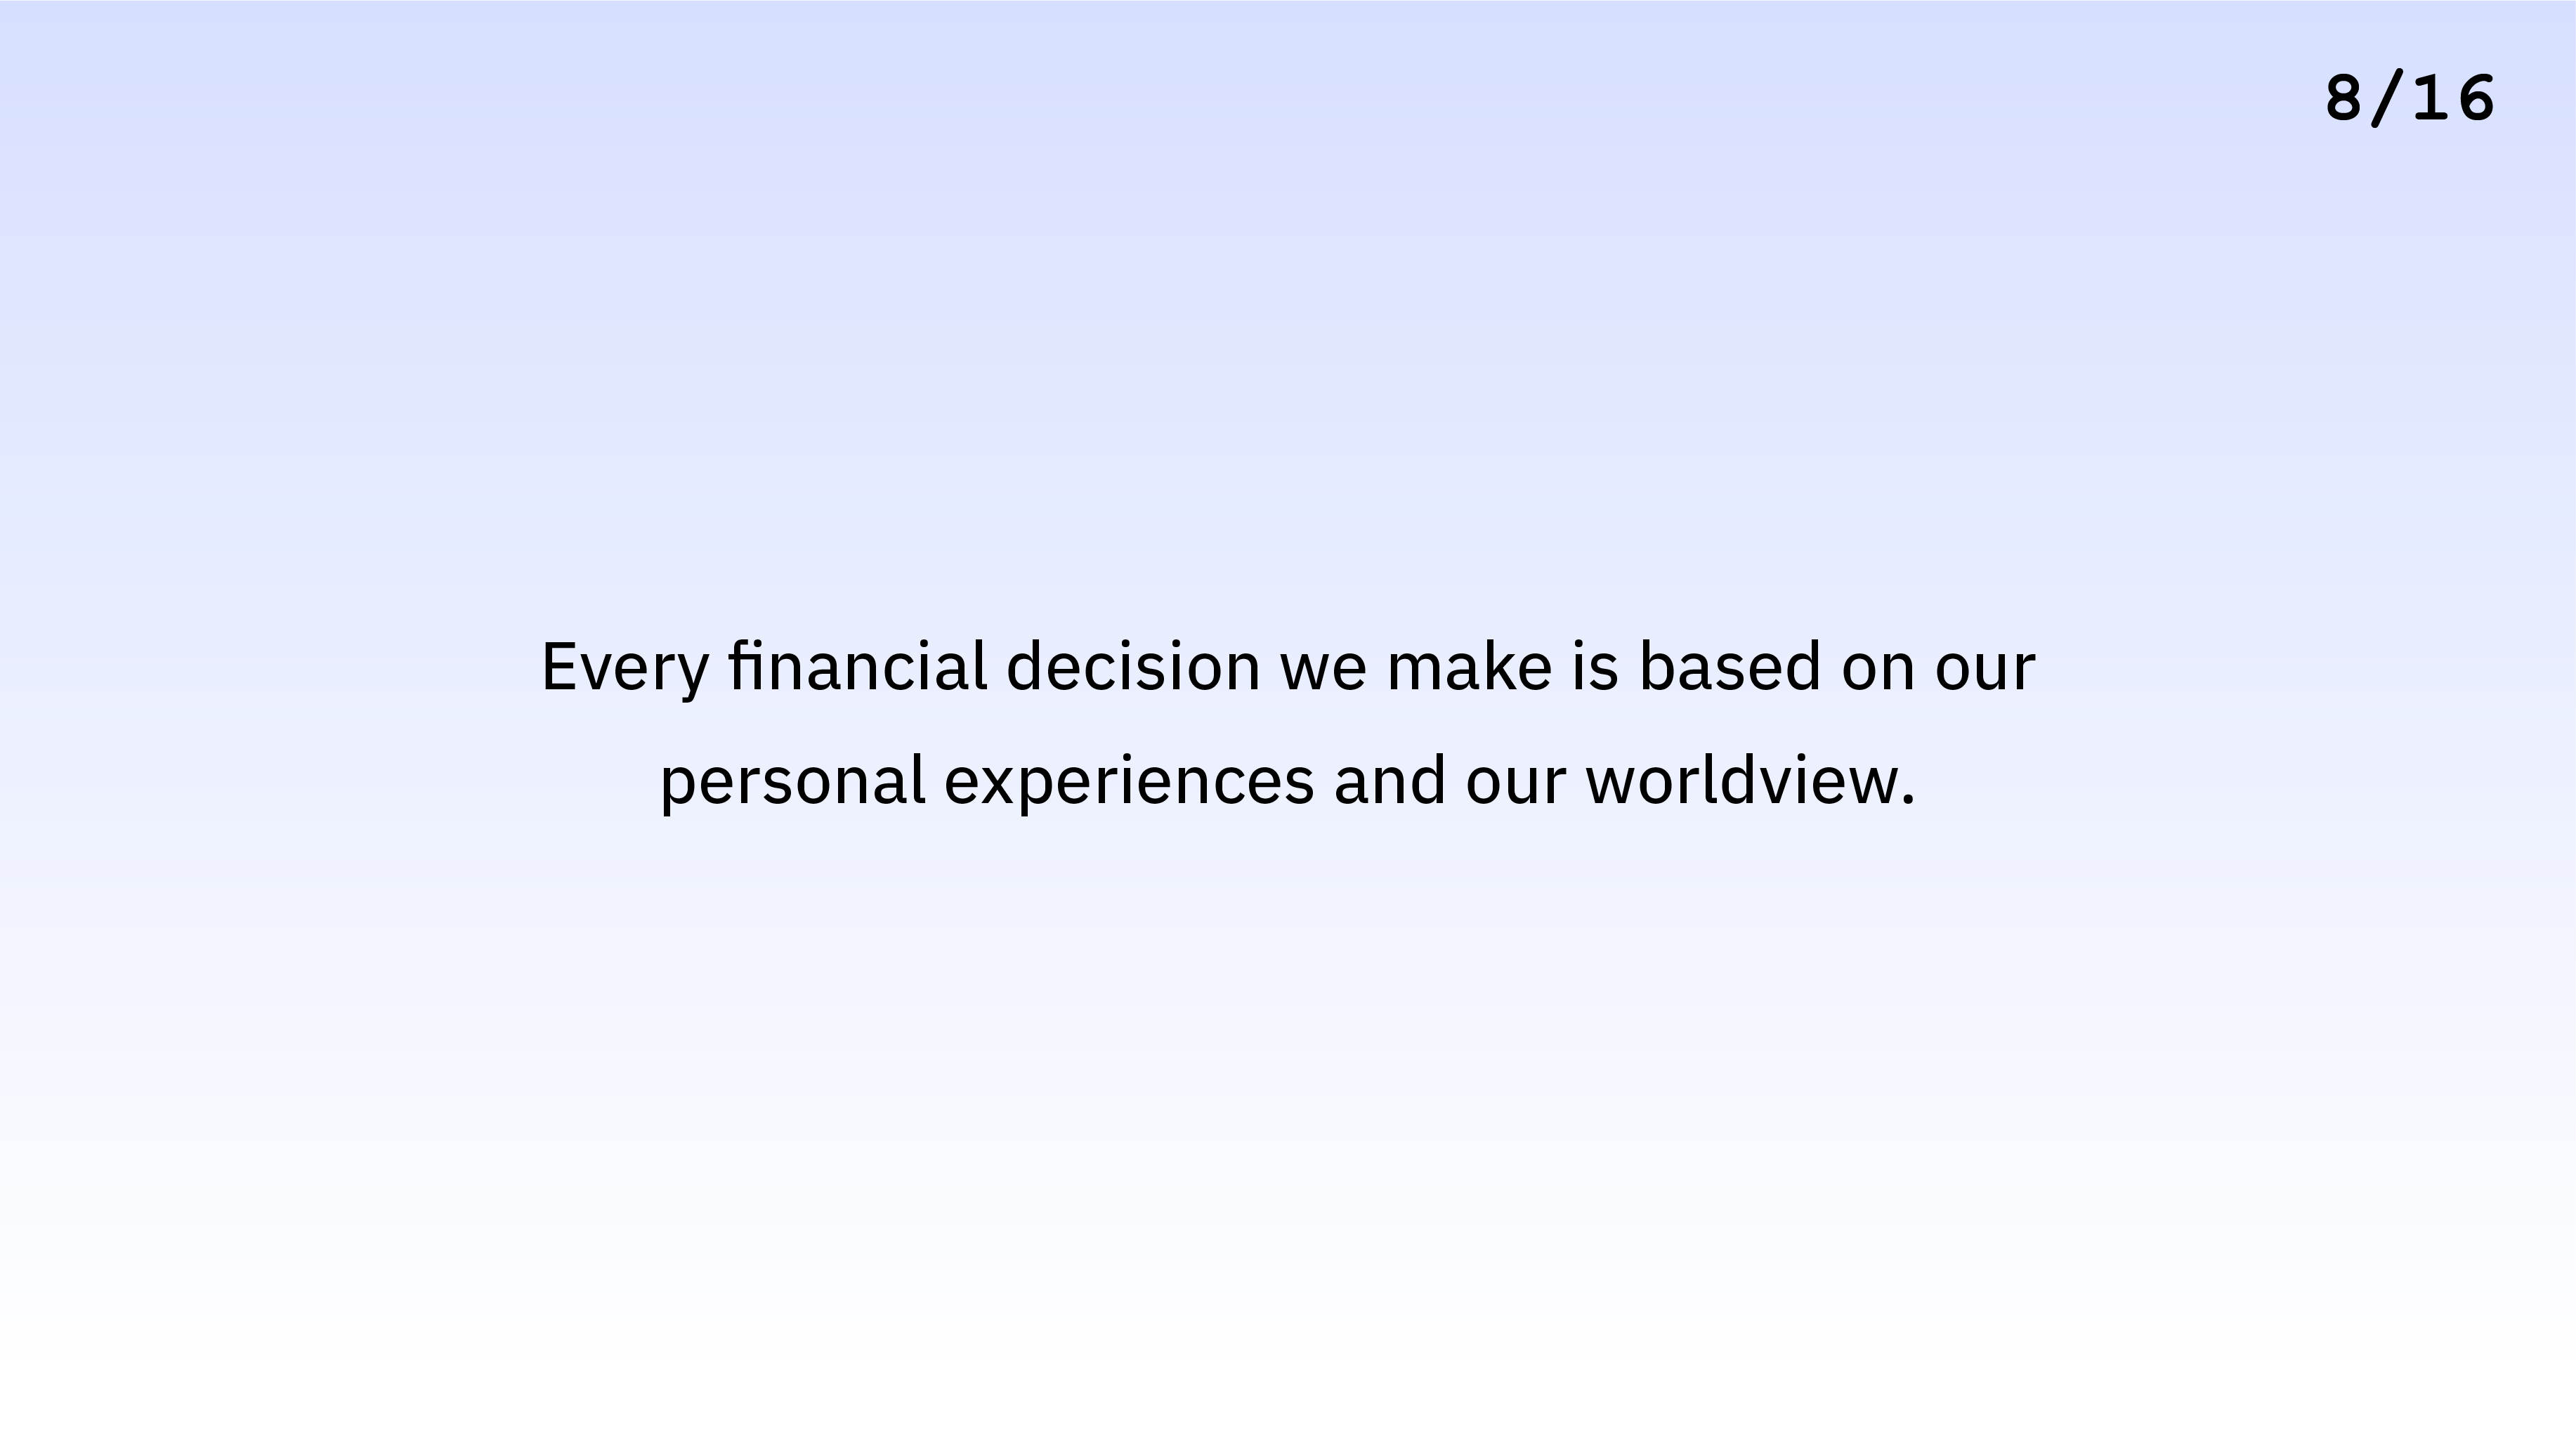 8/16
Every financial decision we make is based on our
personal experiences and our worldview.